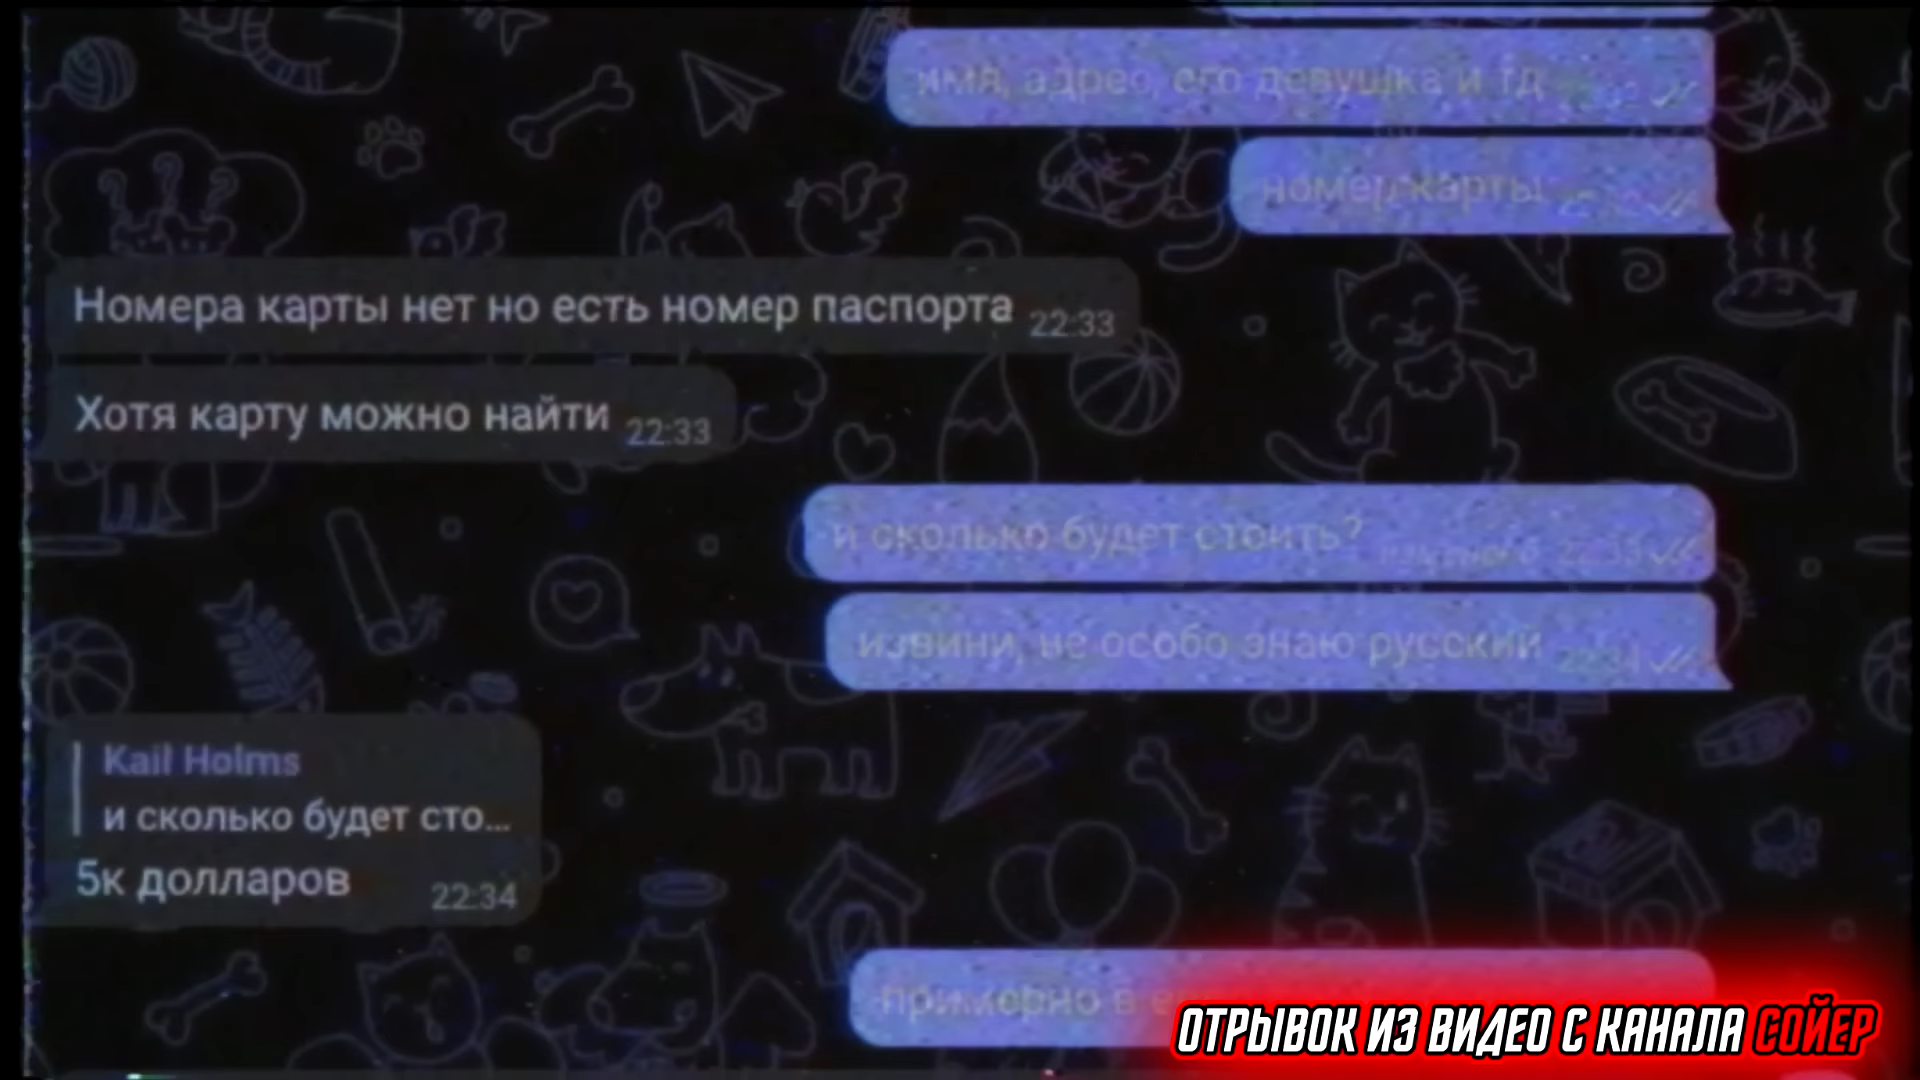 имя, адрес, его девушка и тд
номер карты
Номера карты нет но есть номер паспорта 22:33
Хотя карту можно найти 22:33
и сколько будет стоить?
извини, не особо знаю русский 22:34
Kail Holms
и сколько будет сто...
5к долларов 22:34
примерно в
ОТРЫВОК ИЗ ВИДЕО С КАНАЛА СОЙЕР